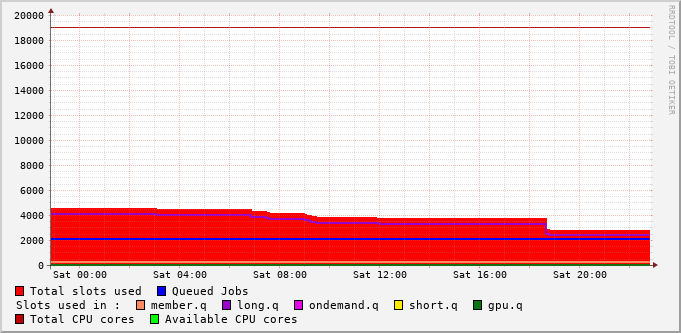 RRDTOOL / TOBI OETIKER
20000
18000
16000
14000
12000
10000
8000
6000
4000
2000
0
Sat 00:00 Sat 04:00 Sat 08:00 Sat 12:00 Sat 16:00 Sat 20:00
Total slots used Queued Jobs
Slots used in : member.q long.q ondemand.q short.q gpu.q
Total CPU cores Available CPU cores